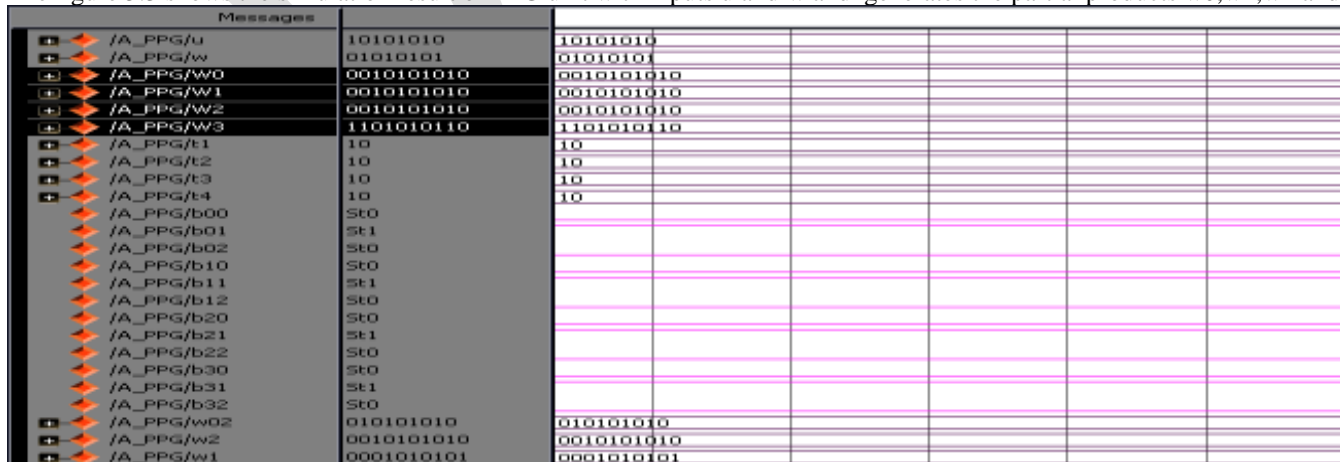 Messages
/A_PPG/u 10101010 10101010
/A_PPG/w 01010101 01010101
/A_PPG/W0 0010101010 0010101010
/A_PPG/W1 0010101010 0010101010
/A_PPG/W2 0010101010 0010101010
/A_PPG/W3 1101010110 1101010110
/A_PPG/t1 10 10
/A_PPG/t2 10 10
/A_PPG/t3 10 10
/A_PPG/t4 10 10
/A_PPG/b00 St0
/A_PPG/b01 St1
/A_PPG/b02 St0
/A_PPG/b10 St0
/A_PPG/b11 St1
/A_PPG/b12 St0
/A_PPG/b20 St0
/A_PPG/b21 St1
/A_PPG/b22 St0
/A_PPG/b30 St0
/A_PPG/b31 St1
/A_PPG/b32 St0
/A_PPG/w02 010101010 010101010
/A_PPG/w2 0010101010 0010101010
/A_PPG/w1 0001010101 0001010101